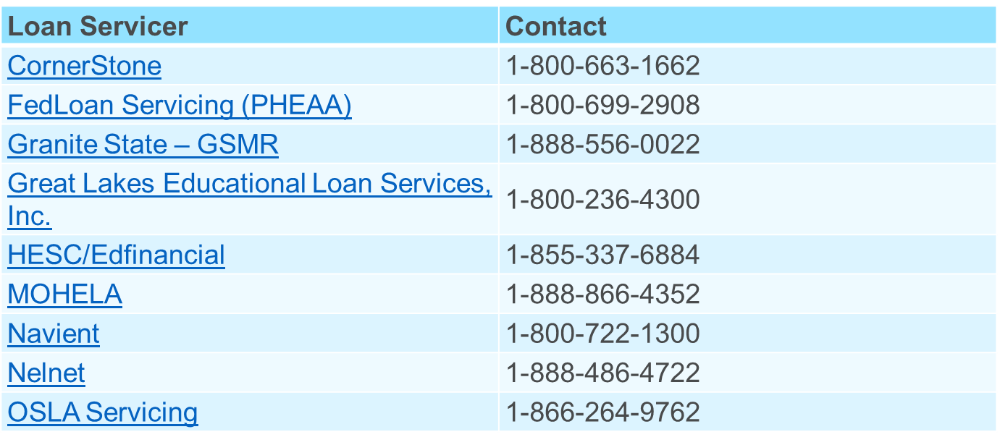 Loan Servicer Contact
CornerStone 1-800-663-1662
FedLoan Servicing (PHEAA) 1-800-699-2908
Granite State – GSMR 1-888-556-0022
Great Lakes Educational Loan Services,
Inc. 1-800-236-4300
HESC/Edfinancial 1-855-337-6884
MOHELA 1-888-866-4352
Navient 1-800-722-1300
Nelnet 1-888-486-4722
OSLA Servicing 1-866-264-9762